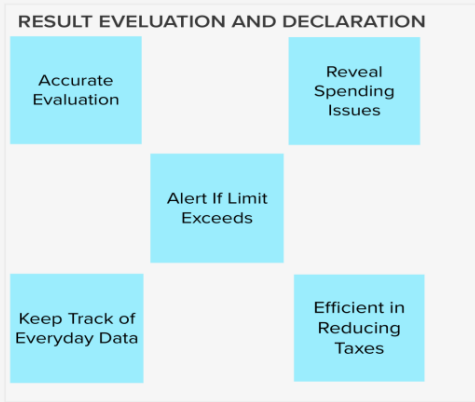 RESULT EVELUATION AND DECLARATION
Accurate
Evaluation
Reveal
Spending
Issues
Alert If Limit
Exceeds
Keep Track of
Everyday Data
Efficient in
Reducing
Taxes